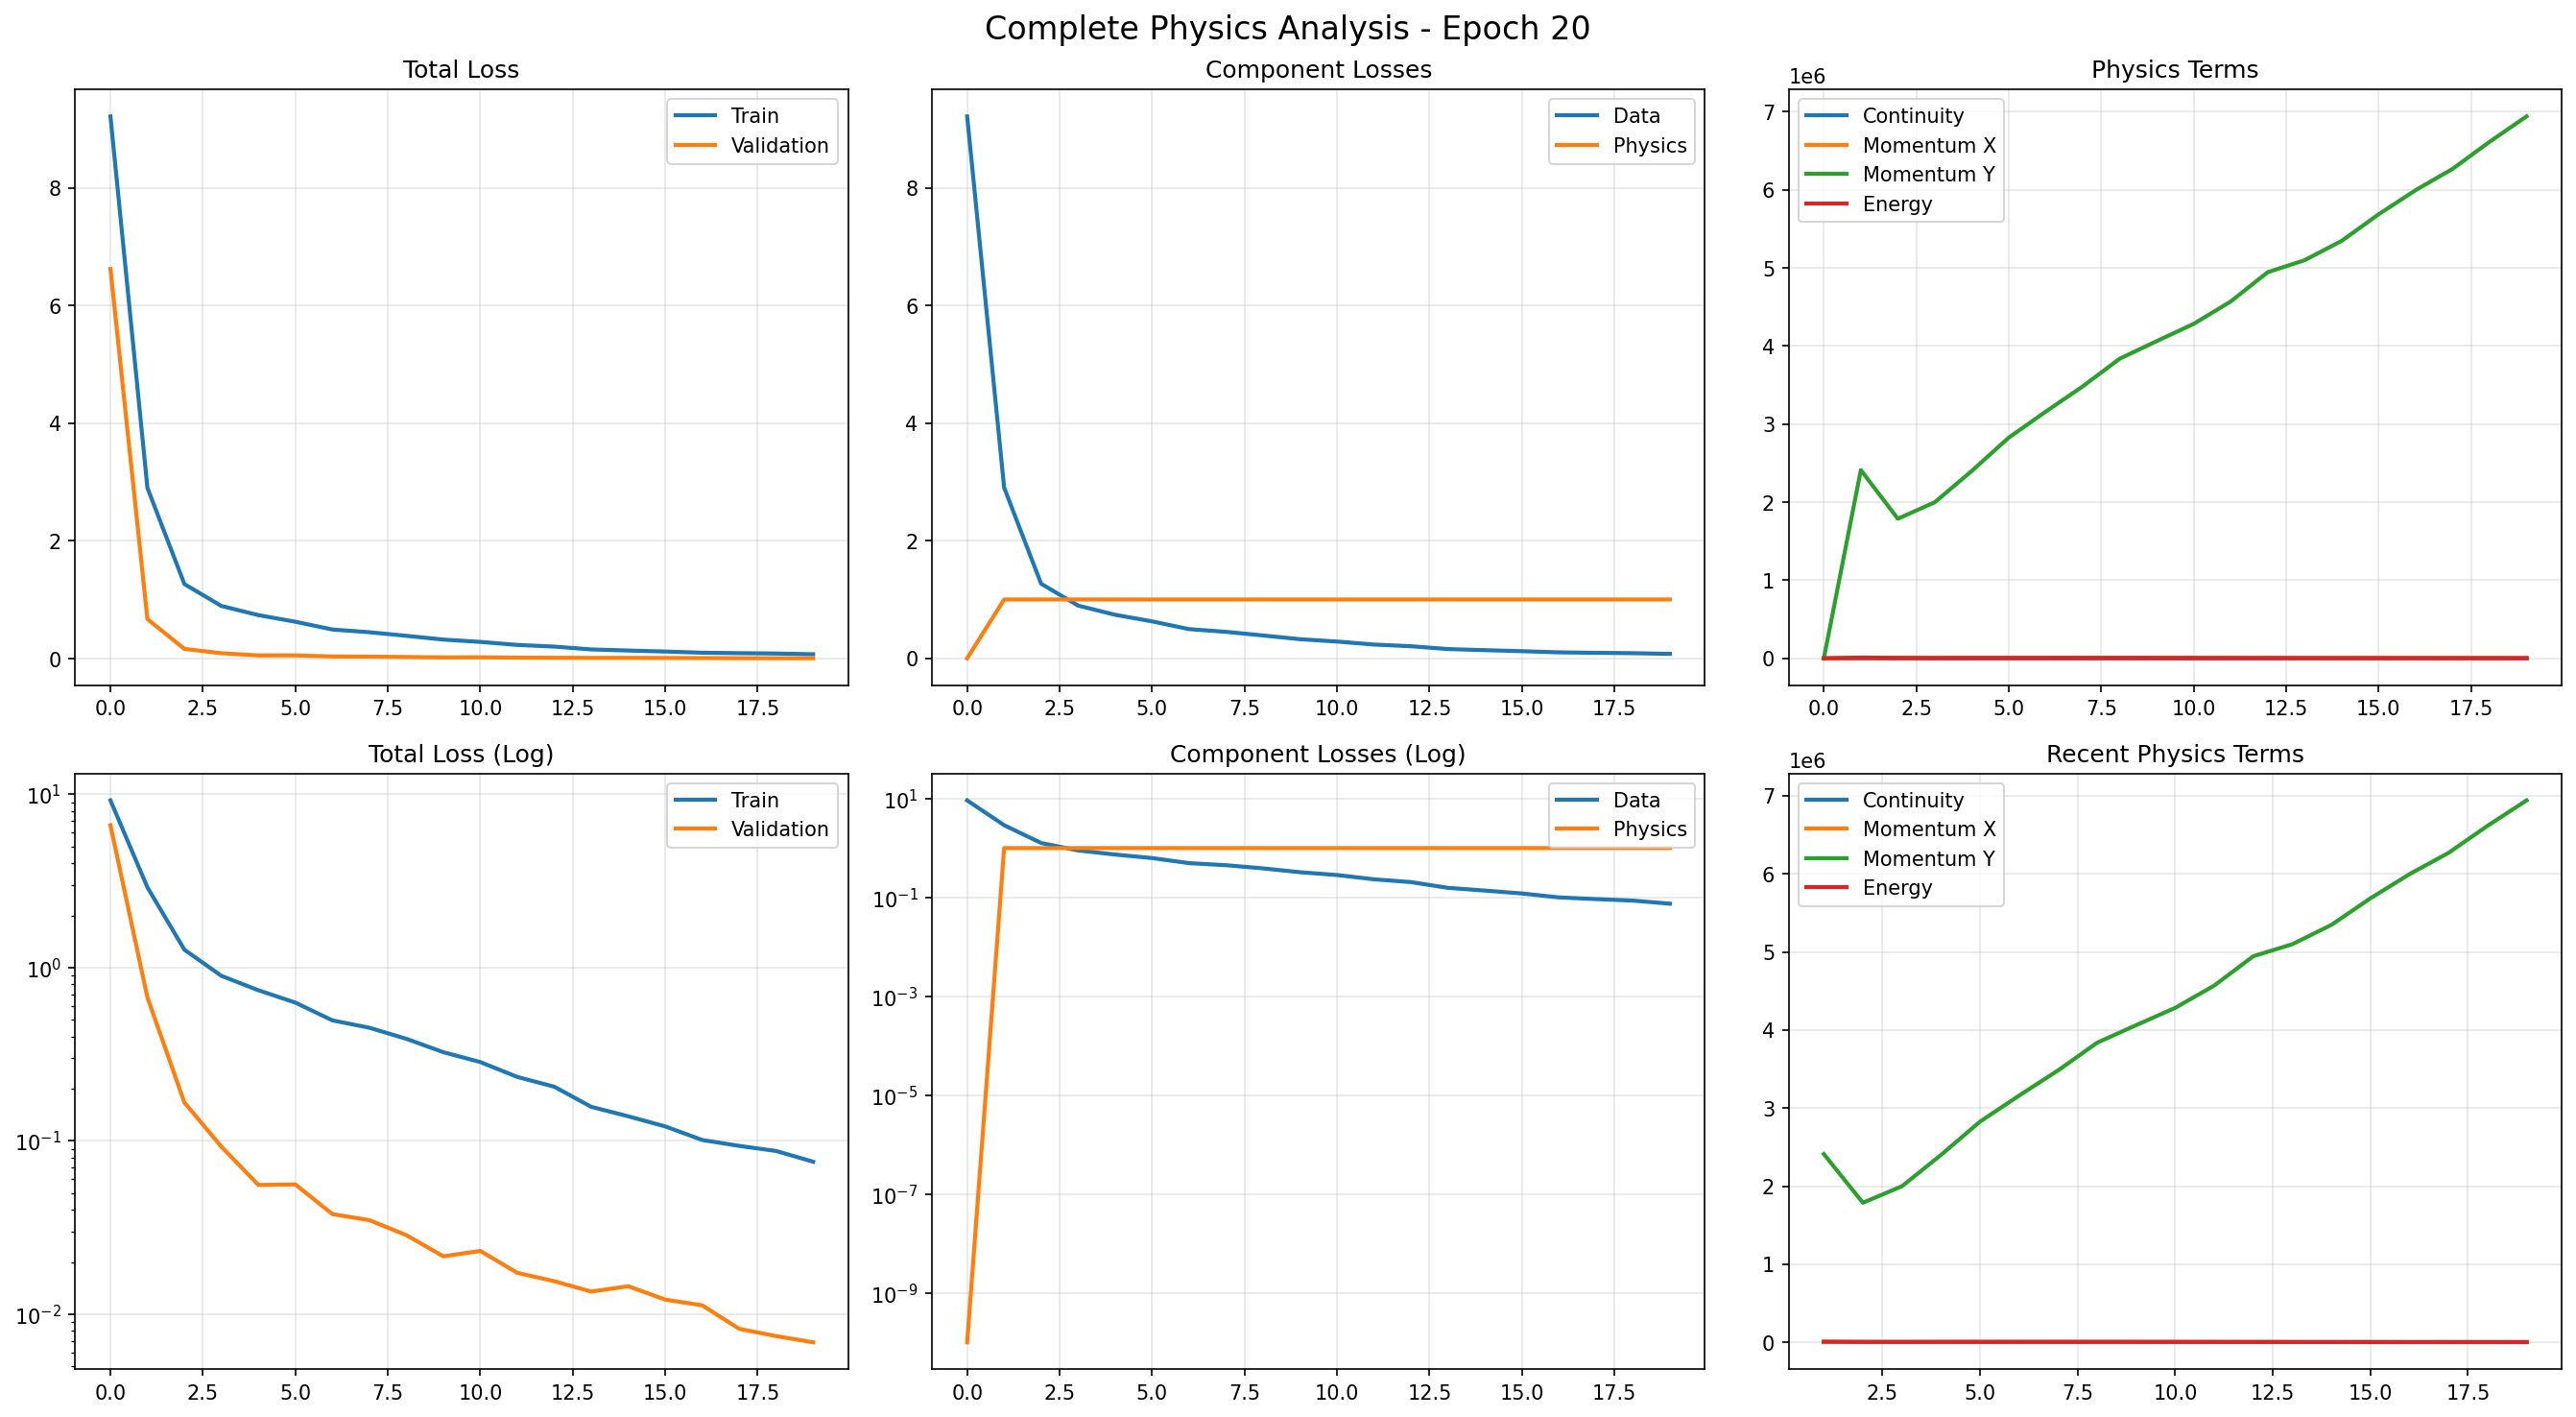 Complete Physics Analysis - Epoch 20
Total Loss
Train
Validation
8
6
4
2
0
0.0 2.5 5.0 7.5 10.0 12.5 15.0 17.5
Component Losses
Data
Physics
8
6
4
2
0
0.0 2.5 5.0 7.5 10.0 12.5 15.0 17.5
Physics Terms
1e6
Continuity
Momentum X
Momentum Y
Energy
7
6
5
4
3
2
1
0
0.0 2.5 5.0 7.5 10.0 12.5 15.0 17.5
Total Loss (Log)
Train
Validation
10¹
10⁰
10⁻¹
10⁻²
0.0 2.5 5.0 7.5 10.0 12.5 15.0 17.5
Component Losses (Log)
Data
Physics
10¹
10⁻¹
10⁻³
10⁻⁵
10⁻⁷
10⁻⁹
0.0 2.5 5.0 7.5 10.0 12.5 15.0 17.5
Recent Physics Terms
1e6
Continuity
Momentum X
Momentum Y
Energy
7
6
5
4
3
2
1
0
2.5 5.0 7.5 10.0 12.5 15.0 17.5